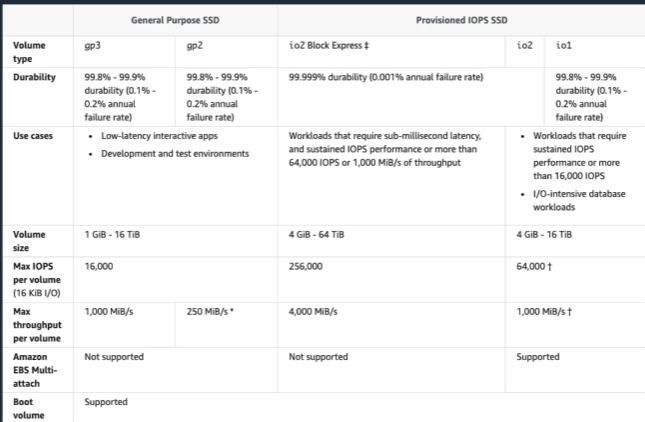 General Purpose SSD Provisioned IOPS SSD
Volume type gp3 gp2 io2 Block Express ‡ io2 io1
Durability 99.8% - 99.9% durability (0.1% - 0.2% annual failure rate) 99.8% - 99.9% durability (0.1% - 0.2% annual failure rate) 99.999% durability (0.001% annual failure rate) 99.8% - 99.9% durability (0.1% - 0.2% annual failure rate)
Use cases
• Low-latency interactive apps
• Development and test environments
Workloads that require sub-millisecond latency,
and sustained IOPS performance or more than
64,000 IOPS or 1,000 MiB/s of throughput
• Workloads that require
sustained IOPS
performance or more
than 16,000 IOPS
• I/O-intensive database
workloads
Volume size 1 GiB - 16 TiB 4 GiB - 64 TiB 4 GiB - 16 TiB
Max IOPS per volume (16 KiB I/O) 16,000 256,000 64,000 †
Max throughput per volume 1,000 MiB/s 250 MiB/s * 4,000 MiB/s 1,000 MiB/s †
Amazon EBS Multi-attach Not supported Not supported Supported
Boot volume Supported